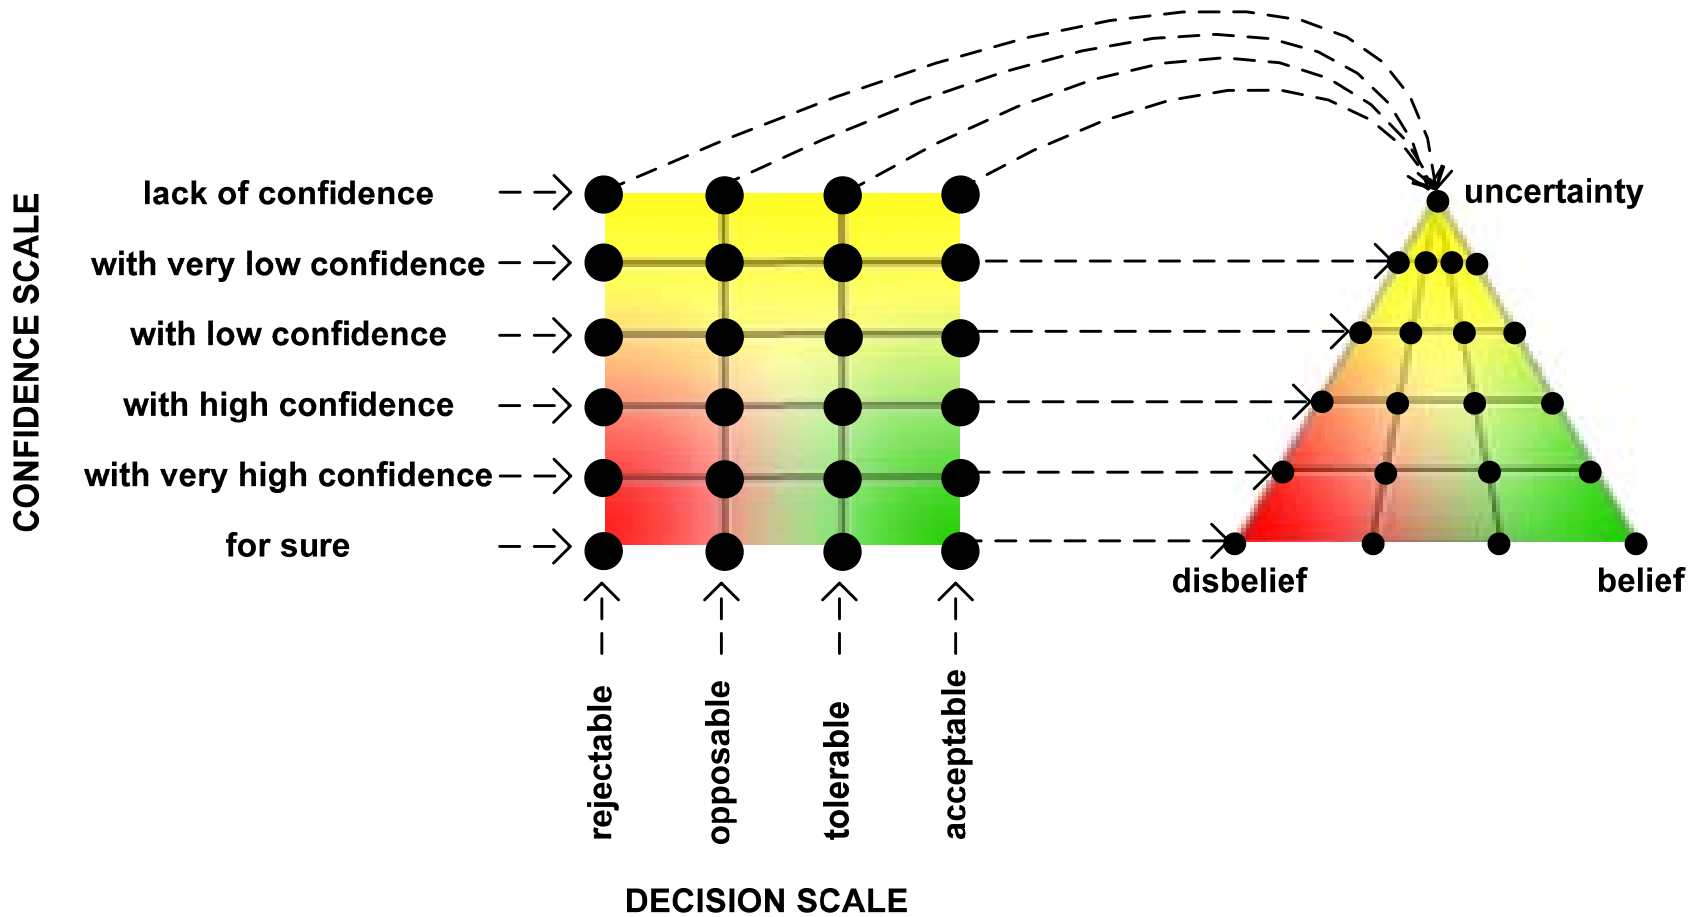 CONFIDENCE SCALE
lack of confidence
with very low confidence
with low confidence
with high confidence
with very high confidence
for sure
rejectable
opposable
tolerable
acceptable
DECISION SCALE
uncertainty
disbelief
belief